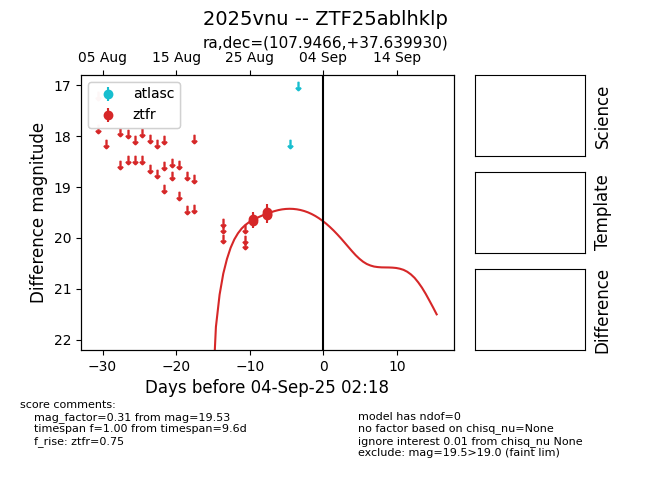 2025vnu -- ZTF25ablhklp
ra,dec=(107.9466,+37.639930)
05 Aug 15 Aug 25 Aug 04 Sep 14 Sep
atlasc
ztfr
17
18
19
20
21
22
Difference magnitude
−30 −20 −10 0 10
Days before 04-Sep-25 02:18
Science
Template
Difference
score comments:
mag_factor=0.31 from mag=19.53
timespan f=1.00 from timespan=9.6d
f_rise: ztfr=0.75
model has ndof=0
no factor based on chisq_nu=None
ignore interest 0.01 from chisq_nu None
exclude: mag=19.5>19.0 (faint lim)